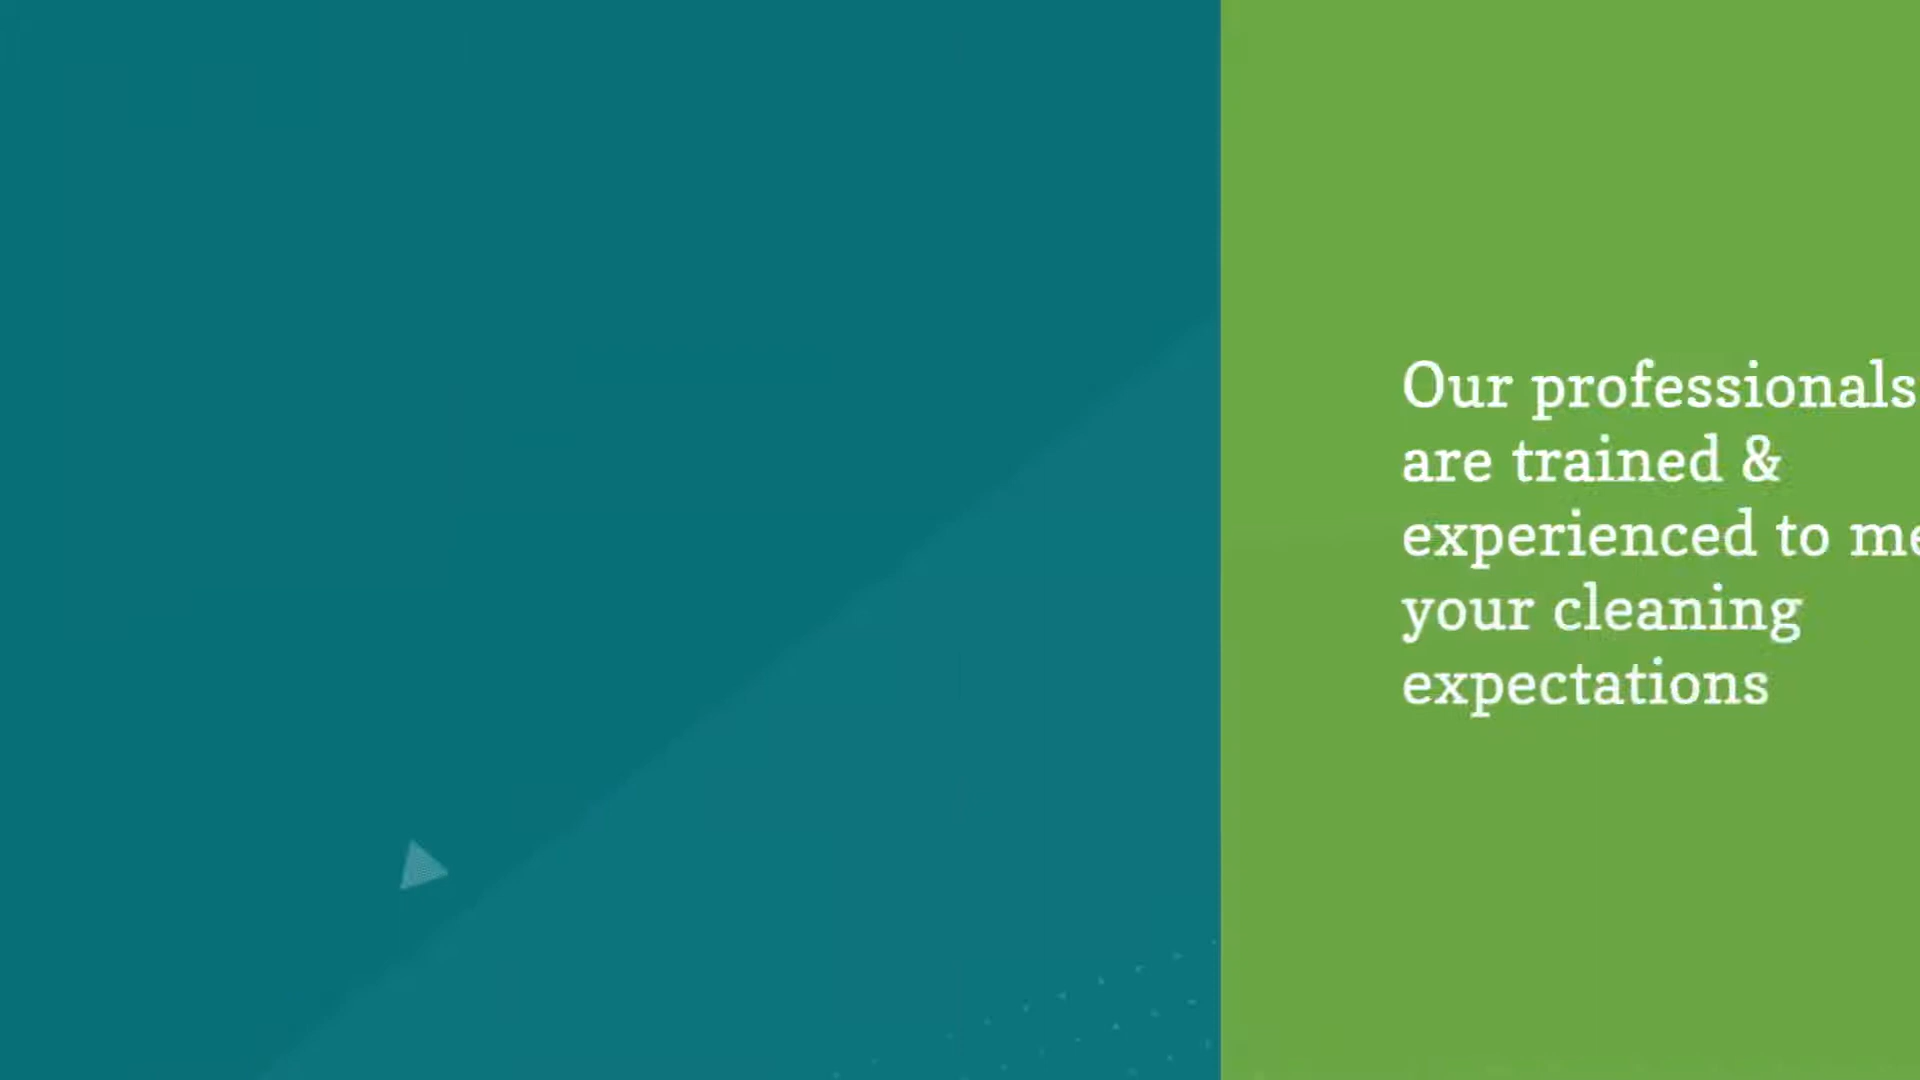 Our professionals
are trained &
experienced to me
your cleaning
expectations